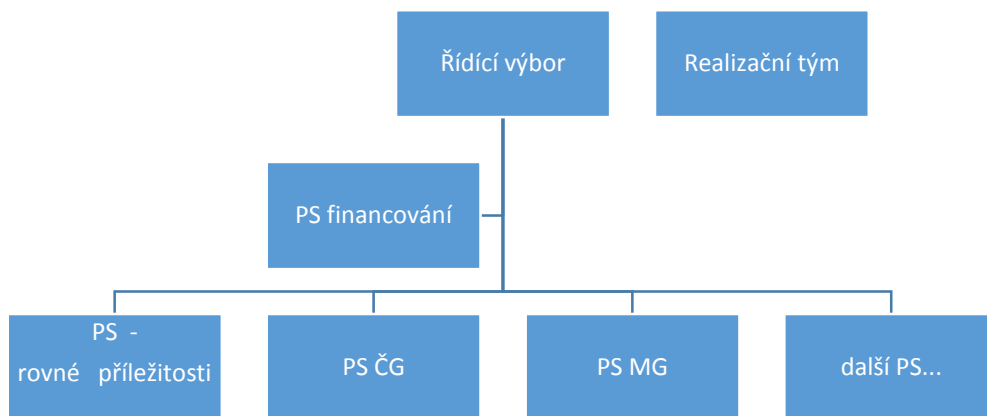 Řídící výbor
Realizační tým
PS financování
PS -
rovné příležitosti
PS ČG
PS MG
další PS...